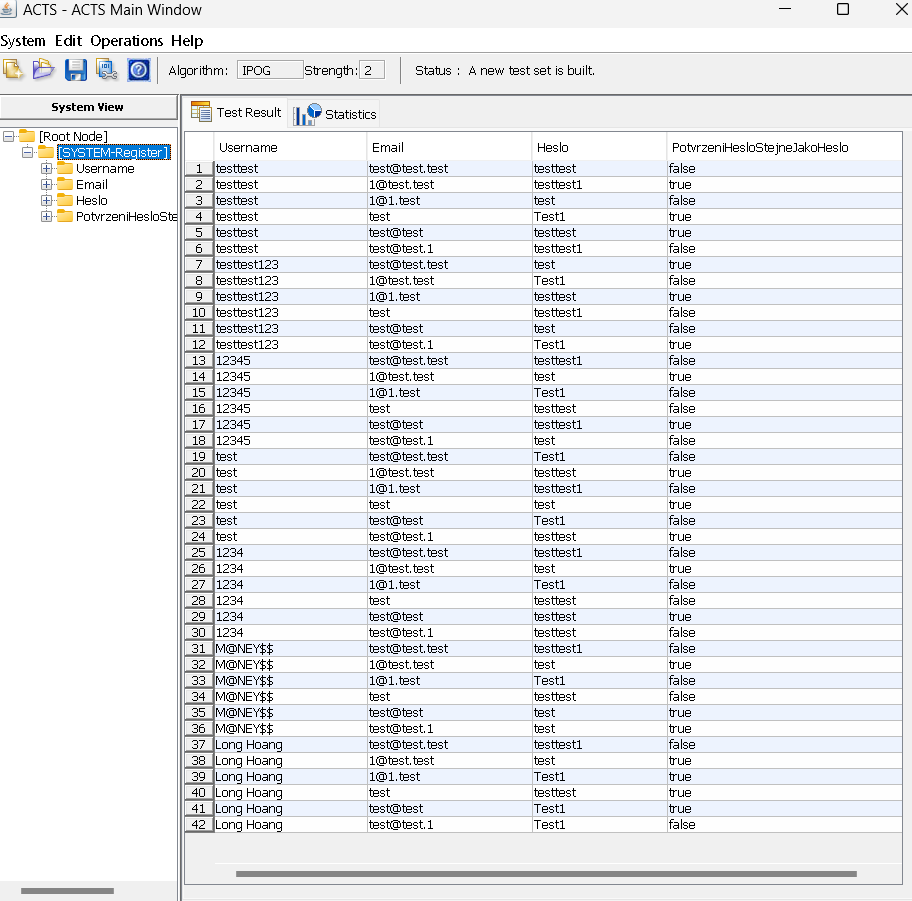 ACTS - ACTS Main Window
System Edit Operations Help
Algorithm: IPOG Strength: 2 Status : A new test set is built.
System View
[Root Node]
[SYSTEM-Register]
Username
Email
Heslo
PotvrzeniHesloSte
Test Result Statistics
Username Email Heslo PotvrzeniHesloStejneJakoHeslo
1 testtest test@test.test testtest false
2 testtest 1@test.test testtest1 true
3 testtest 1@1.test test false
4 testtest test Test1 true
5 testtest test@test testtest true
6 testtest test@test.1 testtest1 false
7 testtest123 test@test.test test true
8 testtest123 1@test.test Test1 false
9 testtest123 1@1.test testtest true
10 testtest123 test testtest1 false
11 testtest123 test@test test false
12 testtest123 test@test.1 Test1 true
13 12345 test@test.test testtest1 false
14 12345 1@test.test test true
15 12345 1@1.test Test1 false
16 12345 test testtest false
17 12345 test@test testtest1 true
18 12345 test@test.1 test false
19 test test@test.test Test1 false
20 test 1@test.test testtest true
21 test 1@1.test testtest1 false
22 test test test true
23 test test@test Test1 false
24 test test@test.1 testtest true
25 1234 test@test.test testtest1 false
26 1234 1@test.test test true
27 1234 1@1.test Test1 false
28 1234 test testtest false
29 1234 test@test testtest true
30 1234 test@test.1 testtest false
31 M@NEY$$ test@test.test testtest1 false
32 M@NEY$$ 1@test.test test true
33 M@NEY$$ 1@1.test Test1 false
34 M@NEY$$ test testtest false
35 M@NEY$$ test@test test true
36 M@NEY$$ test@test.1 test true
37 Long Hoang test@test.test testtest1 false
38 Long Hoang 1@test.test test true
39 Long Hoang 1@1.test Test1 true
40 Long Hoang test testtest true
41 Long Hoang test@test Test1 true
42 Long Hoang test@test.1 Test1 false